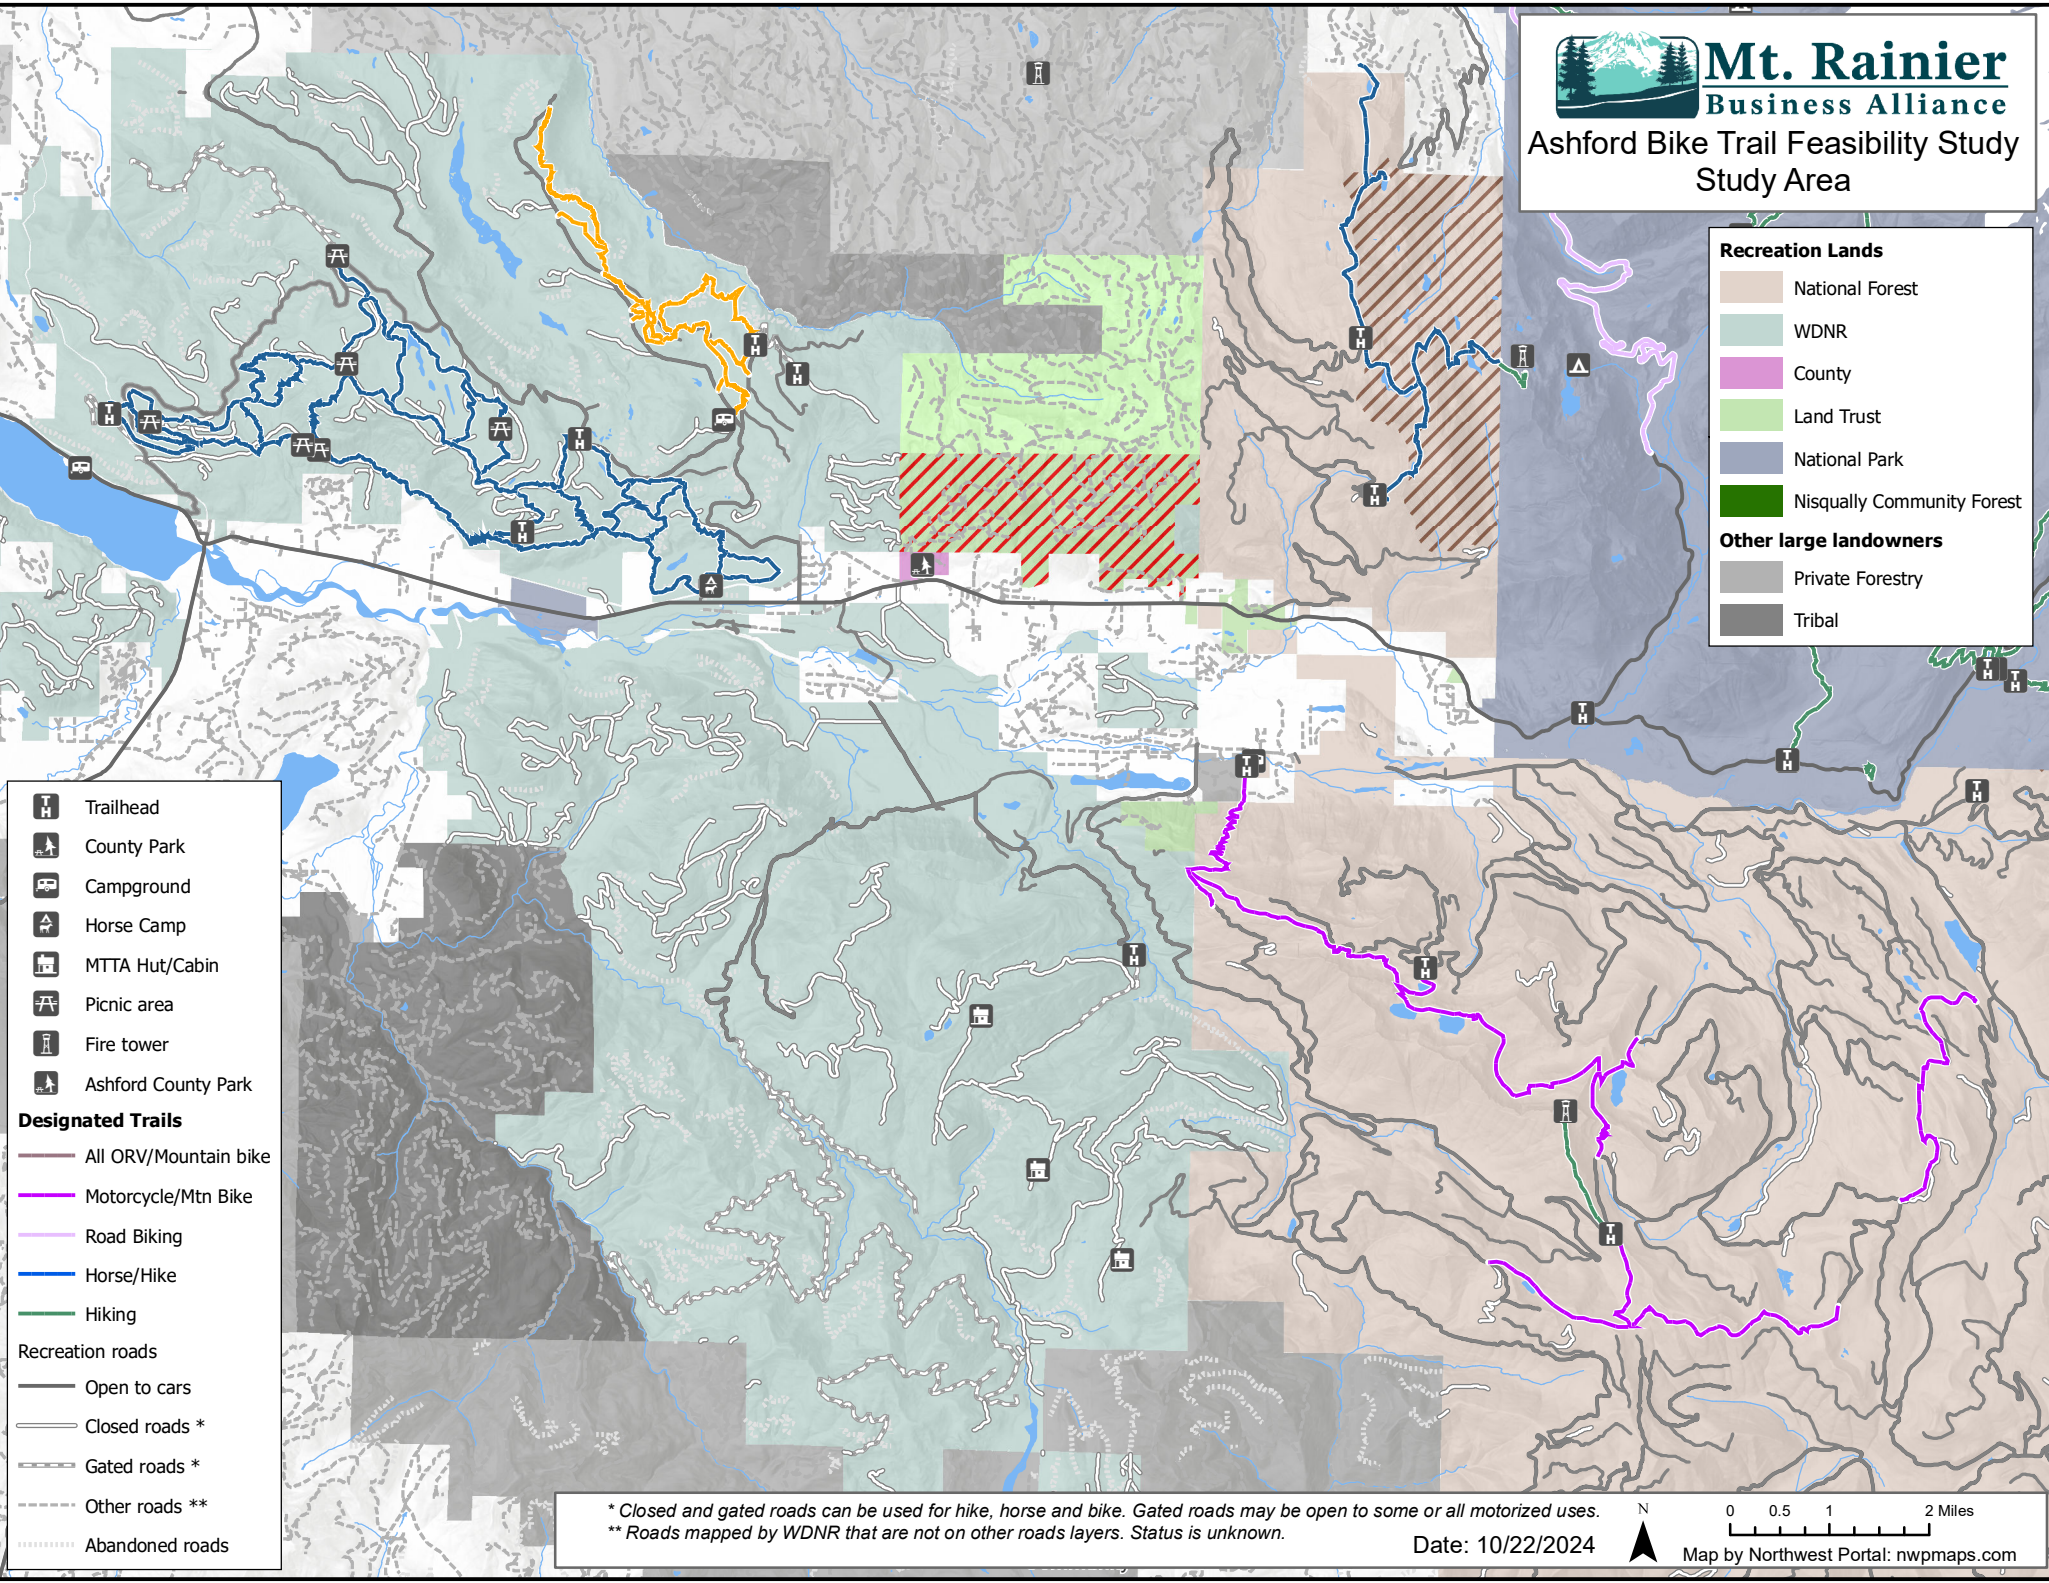 Mt. Rainier
Business Alliance
Ashford Bike Trail Feasibility Study
Study Area
Recreation Lands
National Forest
WDNR
County
Land Trust
National Park
Nisqually Community Forest
Other large landowners
Private Forestry
Tribal
Trailhead
County Park
Campground
Horse Camp
MTTA Hut/Cabin
Picnic area
Fire tower
Ashford County Park
Designated Trails
All ORV/Mountain bike
Motorcycle/Mtn Bike
Road Biking
Horse/Hike
Hiking
Recreation roads
Open to cars
Closed roads *
Gated roads *
Other roads **
Abandoned roads
* Closed and gated roads can be used for hike, horse and bike. Gated roads may be open to some or all motorized uses.
** Roads mapped by WDNR that are not on other roads layers. Status is unknown.
Date: 10/22/2024
N
0 0.5 1 2 Miles
Map by Northwest Portal: nwpmaps.com